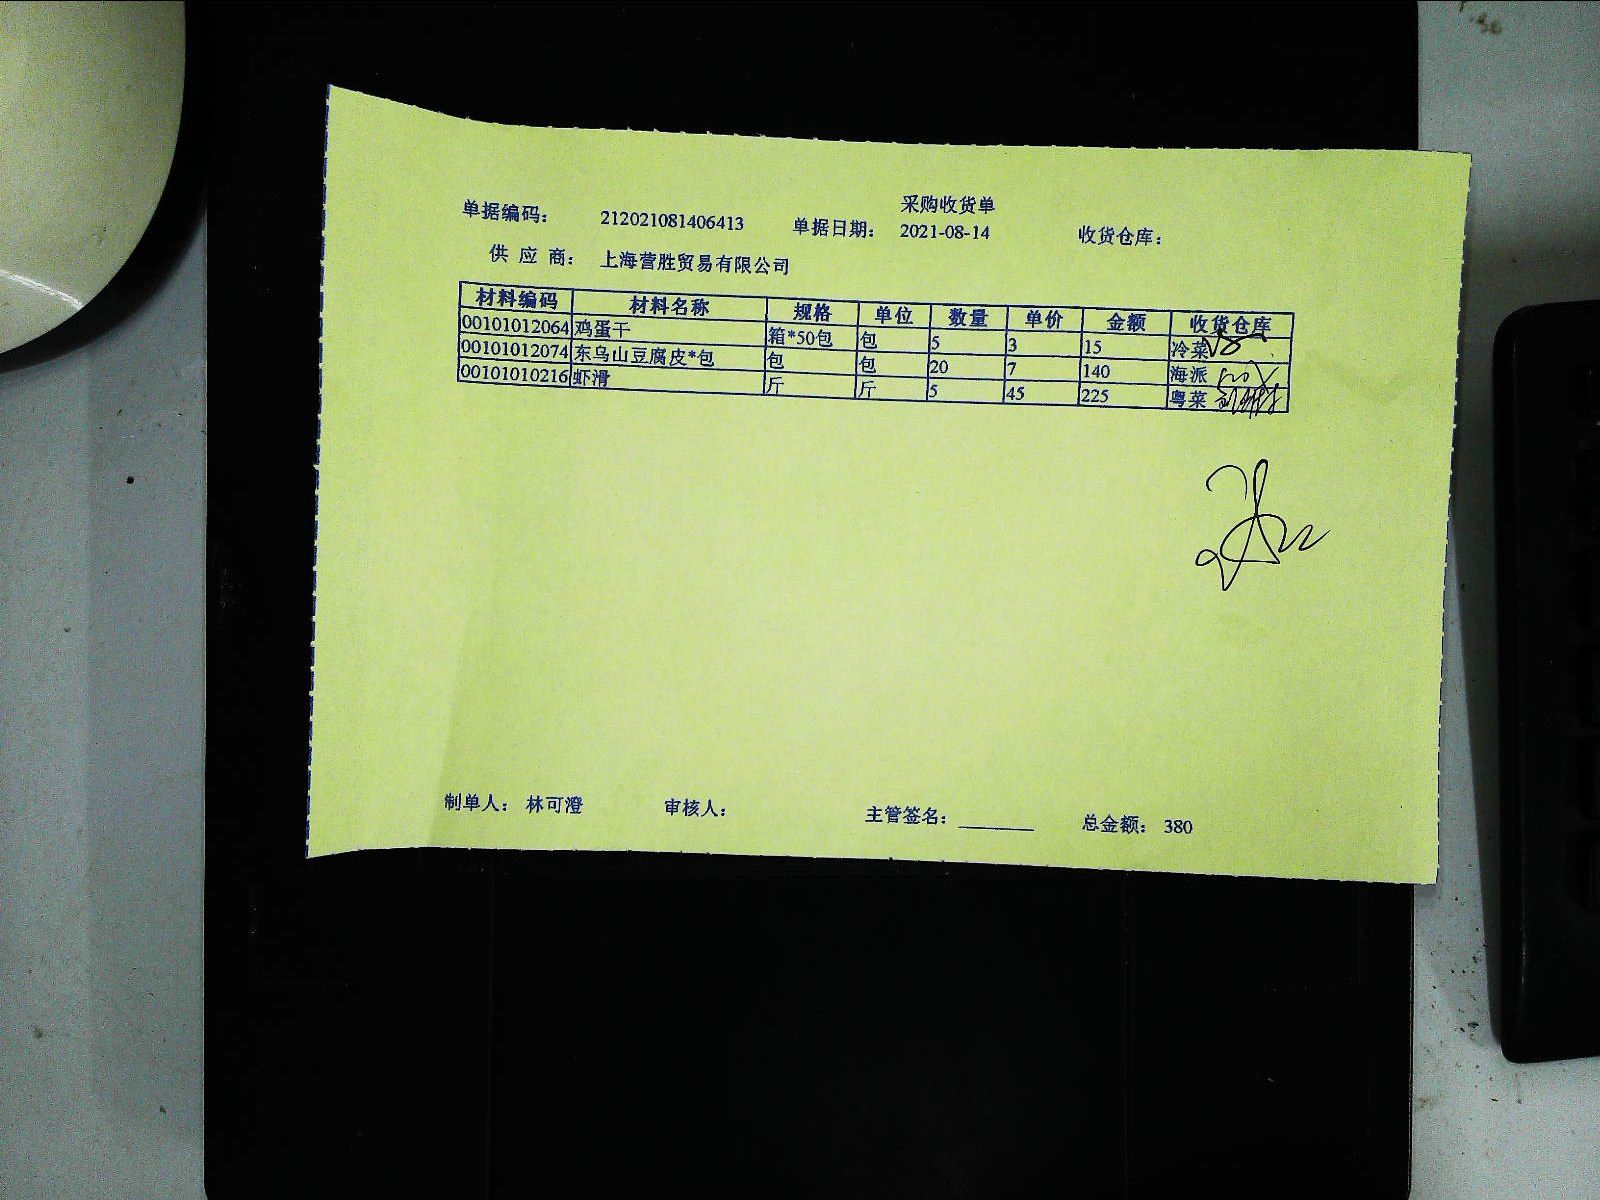 采购收货单
单据编码： 212021081406413 单据日期： 2021-08-14 收货仓库：
供 应 商： 上海营胜贸易有限公司
材料编码 材料名称 规格 单位 数量 单价 金额 收货仓库
00101012064 鸡蛋干 箱*50包 包 5 3 15 冷菜
00101012074 东乌山豆腐皮*包 包 包 20 7 140 海派
00101010216 虾滑 斤 斤 5 45 225 粤菜
制单人： 林可澄 审核人： 主管签名： 总金额： 380